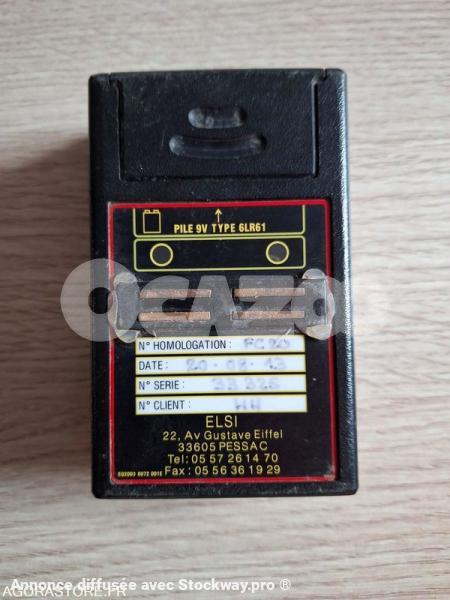 PILE 9V TYPE 6LR61
OCAZOO
N° HOMOLOGATION : FC 20
DATE : 20-02-13
N° SERIE : 33 325
N° CLIENT :
ELSI
22, Av Gustave Eiffel
33605 PESSAC
Tel : 05 57 26 14 70
Fax : 05 56 36 19 29
Annonce diffusée avec Stockway.pro ®
AGORASTORE.FR